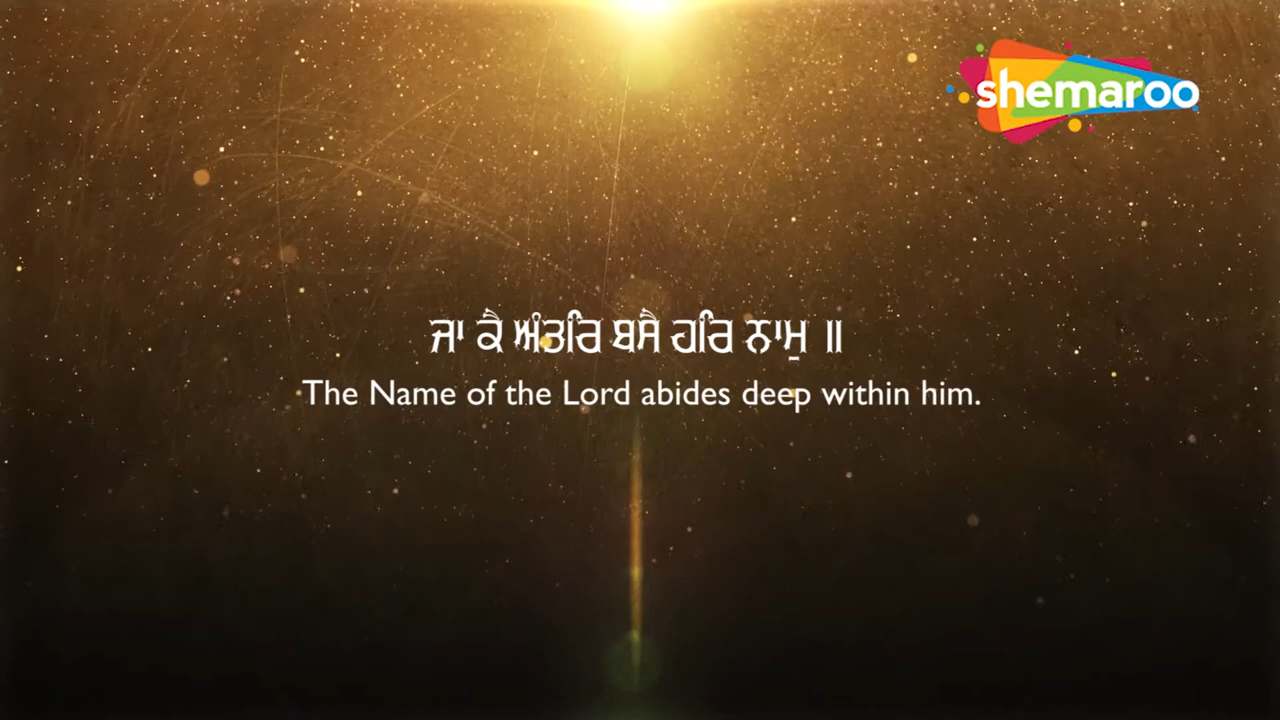 shemaroo
ਜਾ ਕੈ ਅੰਤਰਿ ਬਸੈ ਹਰਿ ਨਾਮੁ ॥
The Name of the Lord abides deep within him.